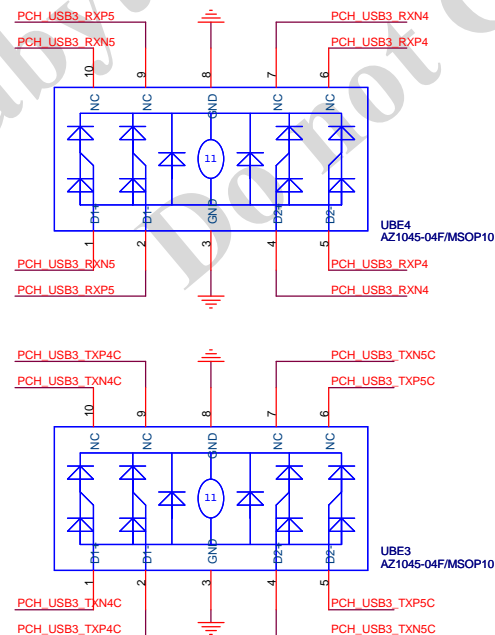 PCH_USB3_RXP5
PCH_USB3_RXN4
PCH_USB3_RXN5
PCH_USB3_RXP4
10
9
8
7
6
NC
NC
GND
NC
NC
11
D1+
D1-
GND
D2+
D2-
UBE4
AZ1045-04F/MSOP10
1
2
3
4
5
PCH_USB3_RXN5
PCH_USB3_RXP4
PCH_USB3_RXP5
PCH_USB3_RXN4
Do not
PCH_USB3_TXP4C
PCH_USB3_TXN5C
PCH_USB3_TXN4C
PCH_USB3_TXP5C
10
9
8
7
6
NC
NC
GND
NC
NC
11
D1+
D1-
GND
D2+
D2-
UBE3
AZ1045-04F/MSOP10
1
2
3
4
5
PCH_USB3_TXN4C
PCH_USB3_TXP5C
PCH_USB3_TXP4C
PCH_USB3_TXN5C